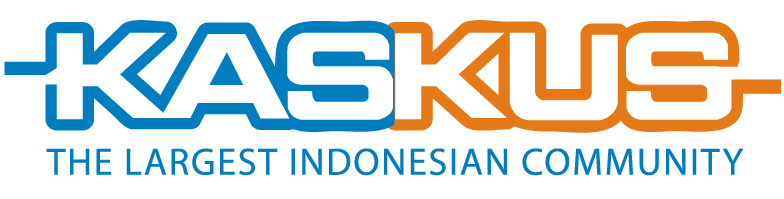 KASKUS
THE LARGEST INDONESIAN COMMUNITY